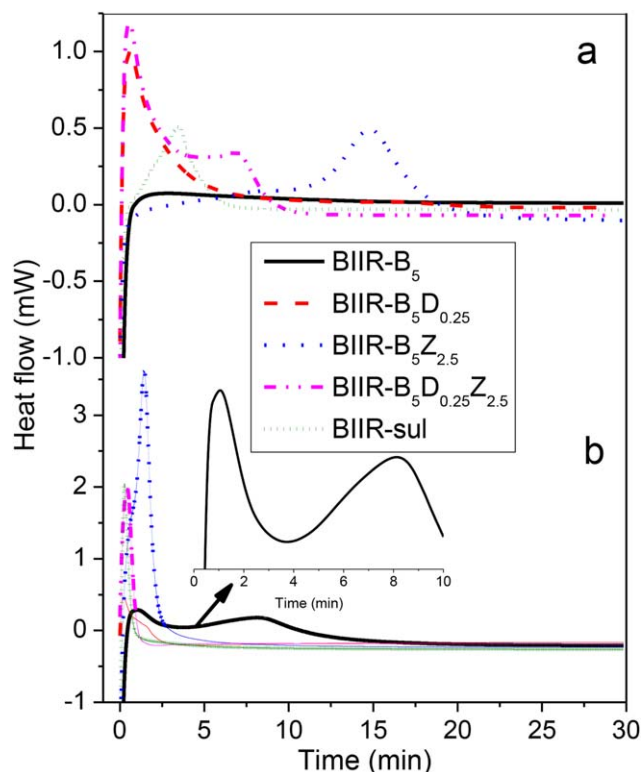 a
1.0
0.5
0.0
-0.5
-1.0
Heat flow (mW)
BIIR-B₅
BIIR-B₅D₀.₂₅
BIIR-B₅Z₂.₅
BIIR-B₅D₀.₂₅Z₂.₅
BIIR-sul
b
3
2
1
0
-1
0 2 4 6 8 10
Time (min)
0 5 10 15 20 25 30
Time (min)